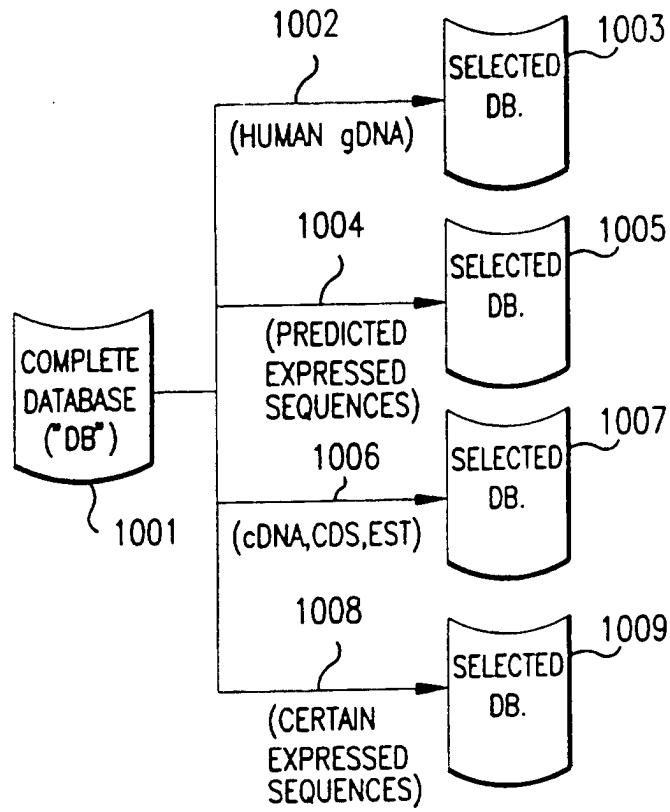 1002
1003
SELECTED
DB.
(HUMAN gDNA)
1004
1005
SELECTED
DB.
(PREDICTED
EXPRESSED
SEQUENCES)
COMPLETE
DATABASE
("DB")
1001
1006
1007
SELECTED
DB.
(cDNA,CDS,EST)
1008
1009
SELECTED
DB.
(CERTAIN
EXPRESSED
SEQUENCES)